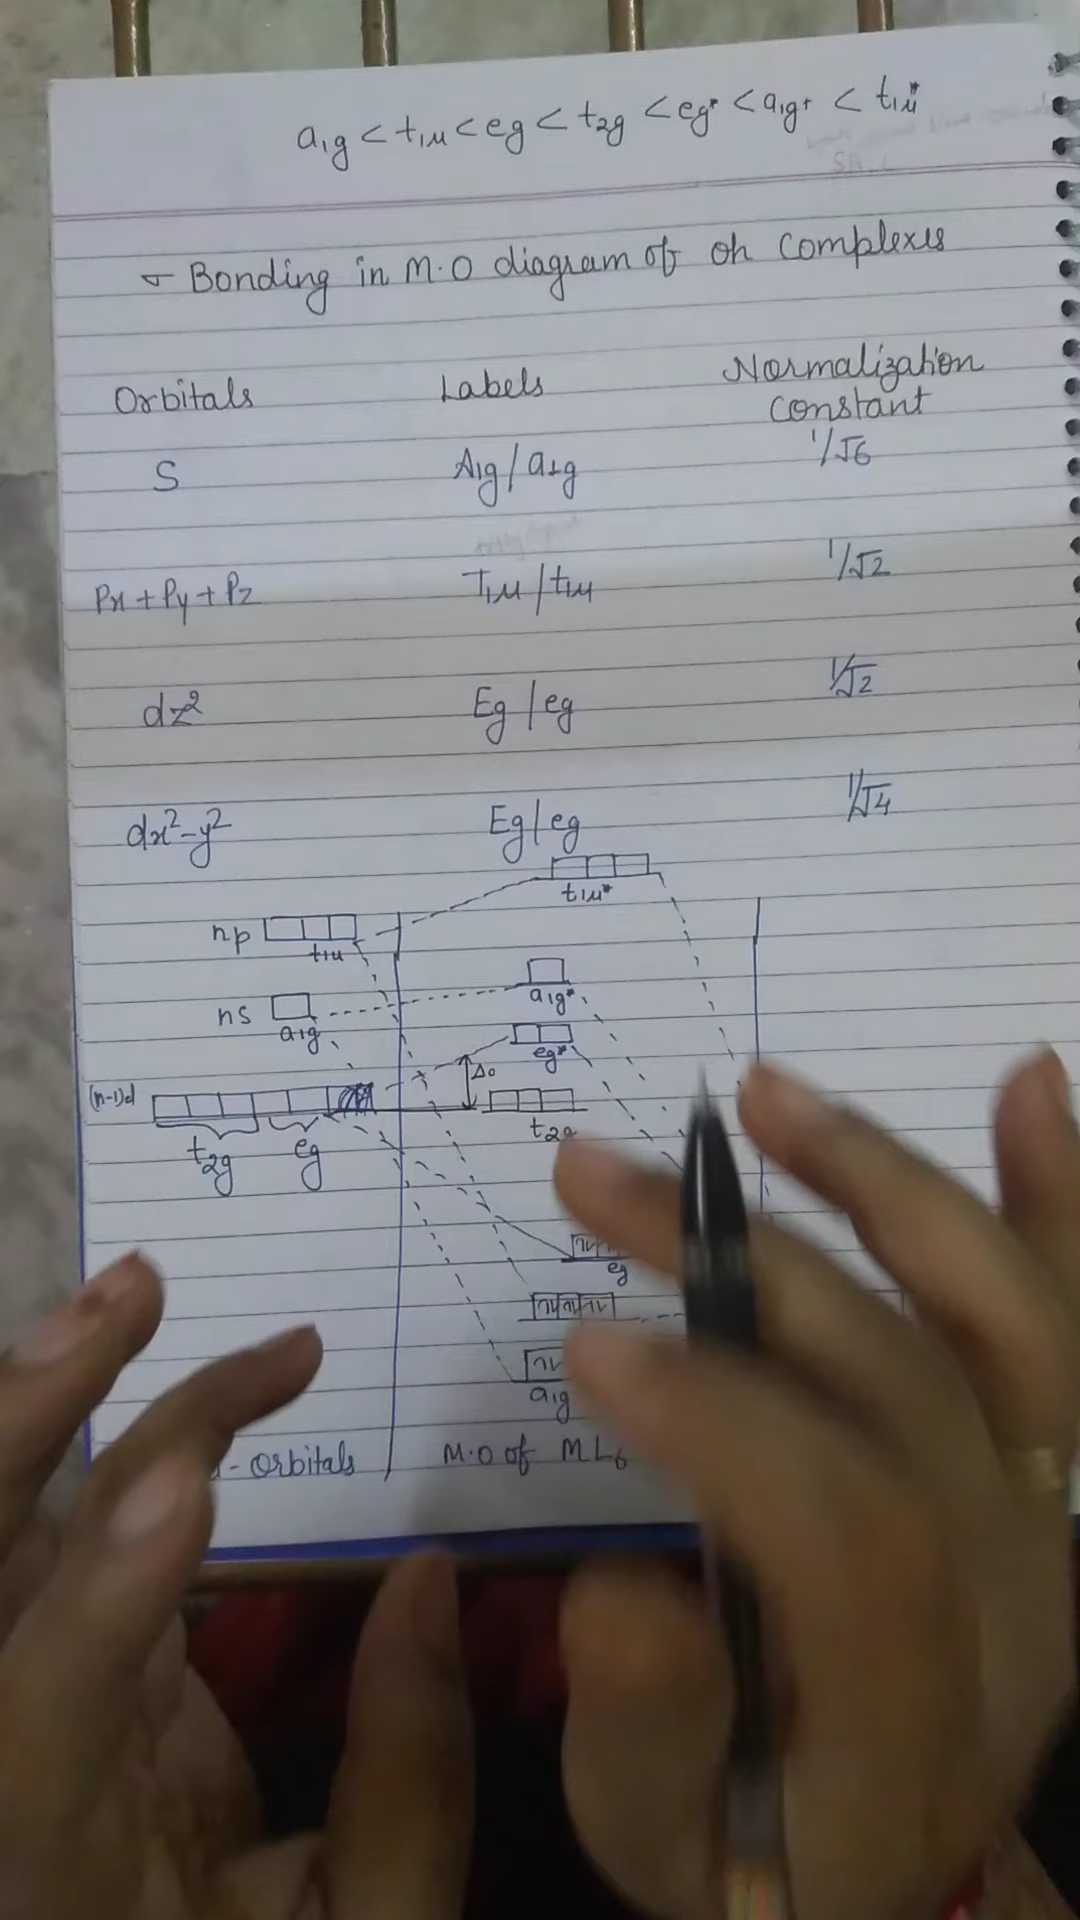 a₁g < t₁u < eg < t₂g < eg* < a₁g* < t₁u*
σ Bonding in M.O diagram of oh complexes
Orbitals Labels Normalization constant
S A₁g/a₁g 1/√6
Px + Py + Pz T₁u/t₁u 1/√2
dz² Eg/eg 1/√2
dx²-y² Eg/eg 1/√4
t₁u*
np t₁u
a₁g*
ns a₁g
eg*
Δo
(n-1)d
t₂g eg
t₂g
eg
a₁g
orbitals M.O of ML₆